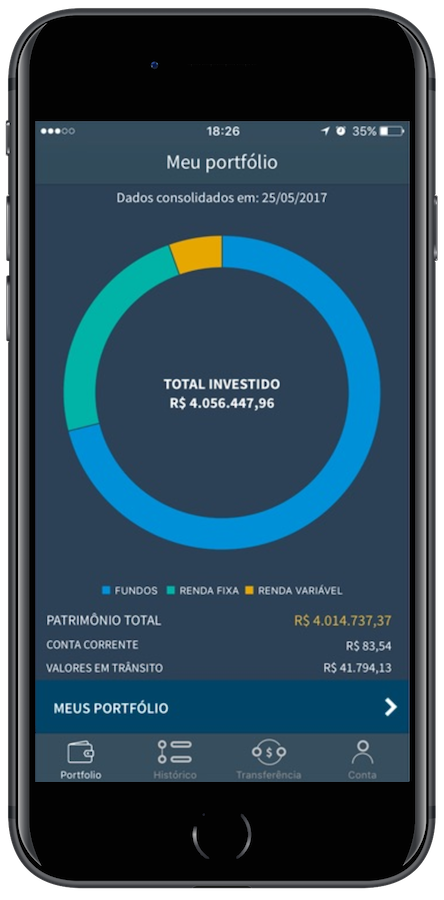 18:26 35%
Meu portfólio
Dados consolidados em: 25/05/2017
TOTAL INVESTIDO
R$ 4.056.447,96
FUNDOS RENDA FIXA RENDA VARIÁVEL
PATRIMÔNIO TOTAL R$ 4.014.737,37
CONTA CORRENTE R$ 83,54
VALORES EM TRÂNSITO R$ 41.794,13
MEUS PORTFÓLIO
Portfolio Histórico Transferência Conta